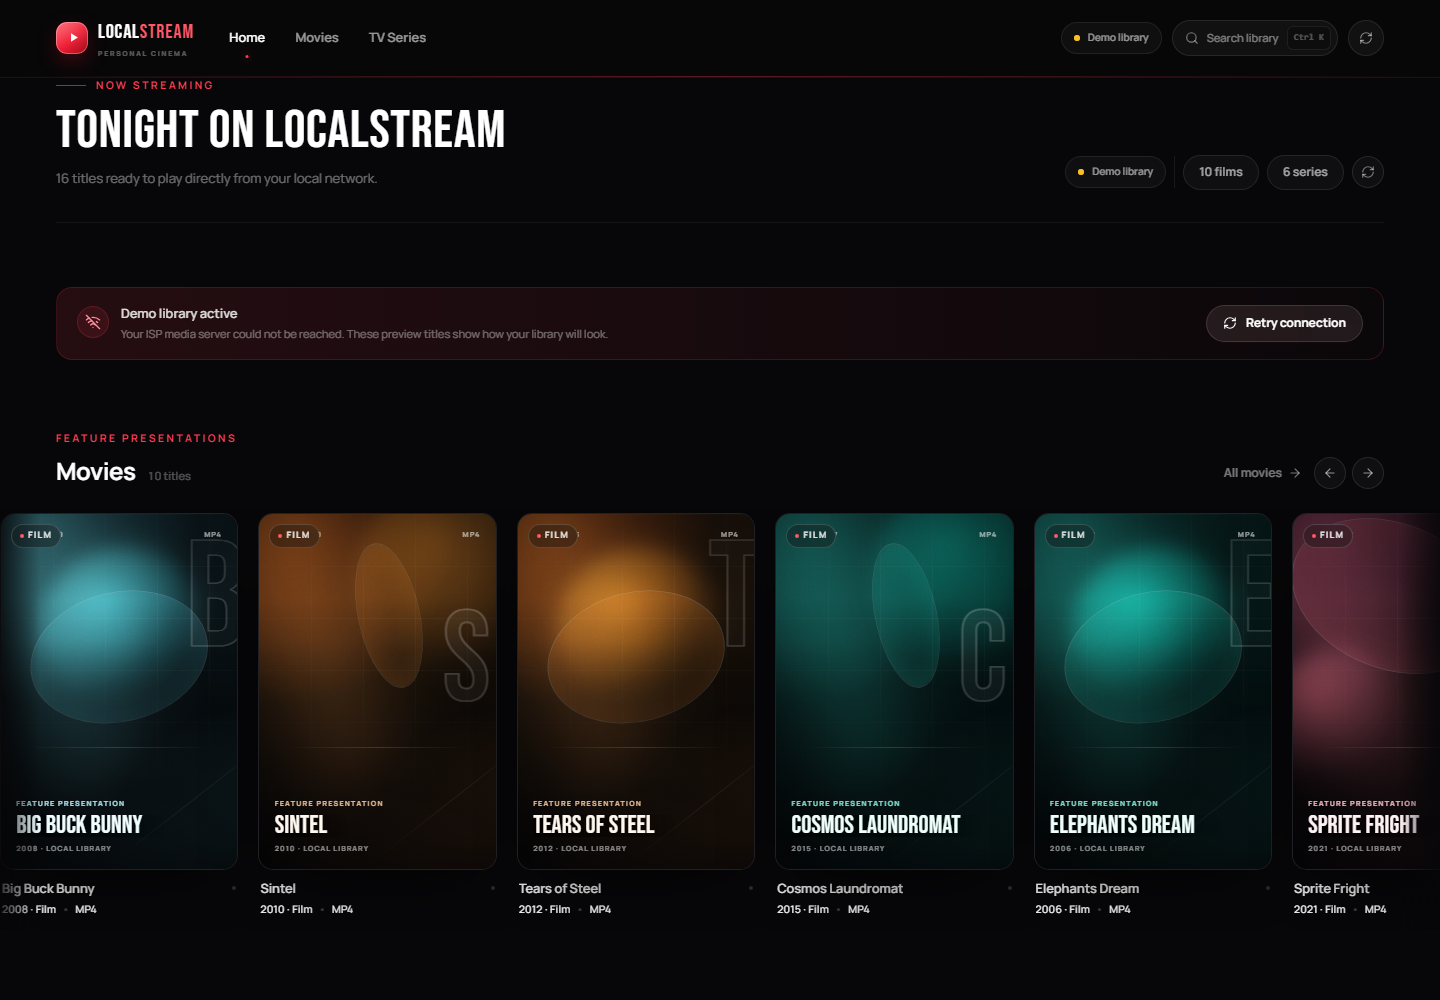 LOCALSTREAM
PERSONAL CINEMA
Home
Movies
TV Series
Demo library
Search library
Ctrl K
NOW STREAMING
TONIGHT ON LOCALSTREAM
16 titles ready to play directly from your local network.
Demo library
10 films
6 series
Demo library active
Your ISP media server could not be reached. These preview titles show how your library will look.
Retry connection
FEATURE PRESENTATIONS
Movies
10 titles
All movies
FILM
MP4
B
FEATURE PRESENTATION
BIG BUCK BUNNY
2008 · LOCAL LIBRARY
Big Buck Bunny
2008 · Film • MP4
FILM
MP4
S
FEATURE PRESENTATION
SINTEL
2010 · LOCAL LIBRARY
Sintel
2010 · Film • MP4
FILM
MP4
T
FEATURE PRESENTATION
TEARS OF STEEL
2012 · LOCAL LIBRARY
Tears of Steel
2012 · Film • MP4
FILM
MP4
C
FEATURE PRESENTATION
COSMOS LAUNDROMAT
2015 · LOCAL LIBRARY
Cosmos Laundromat
2015 · Film • MP4
FILM
MP4
E
FEATURE PRESENTATION
ELEPHANTS DREAM
2006 · LOCAL LIBRARY
Elephants Dream
2006 · Film • MP4
FILM
FEATURE PRESENTATION
SPRITE FRIGHT
2021 · LOCAL LIBRARY
Sprite Fright
2021 · Film • MP4